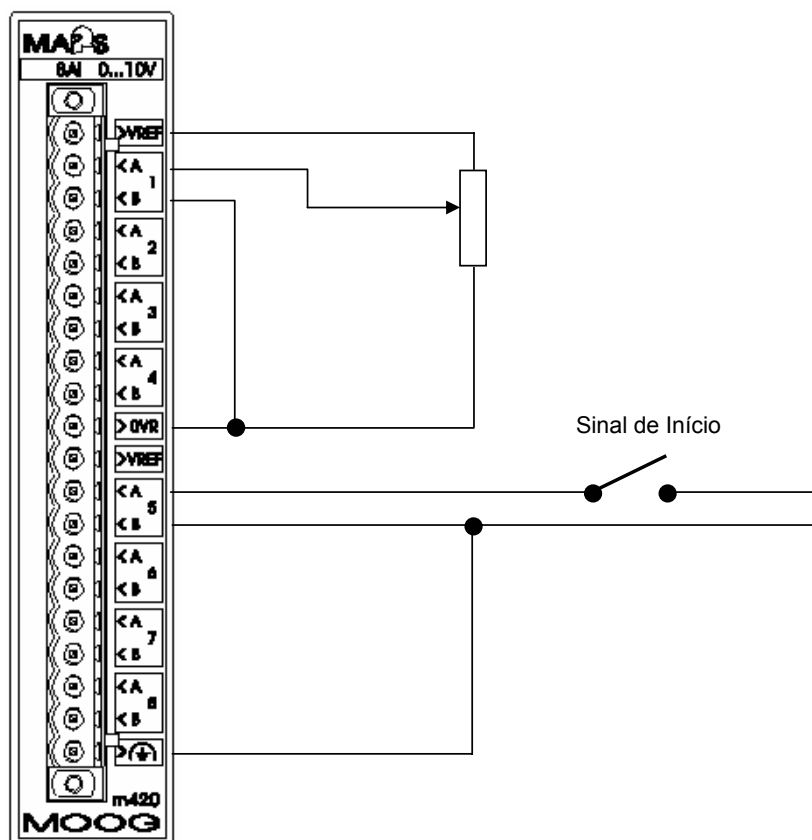 MAPS
8AI 0...10V
>VREF
<A
1
<B
<A
2
<B
<A
3
<B
<A
4
<B
>0VR
>VREF
<A
5
<B
<A
6
<B
<A
7
<B
<A
8
<B
>
m420
MOOG
Sinal de Início